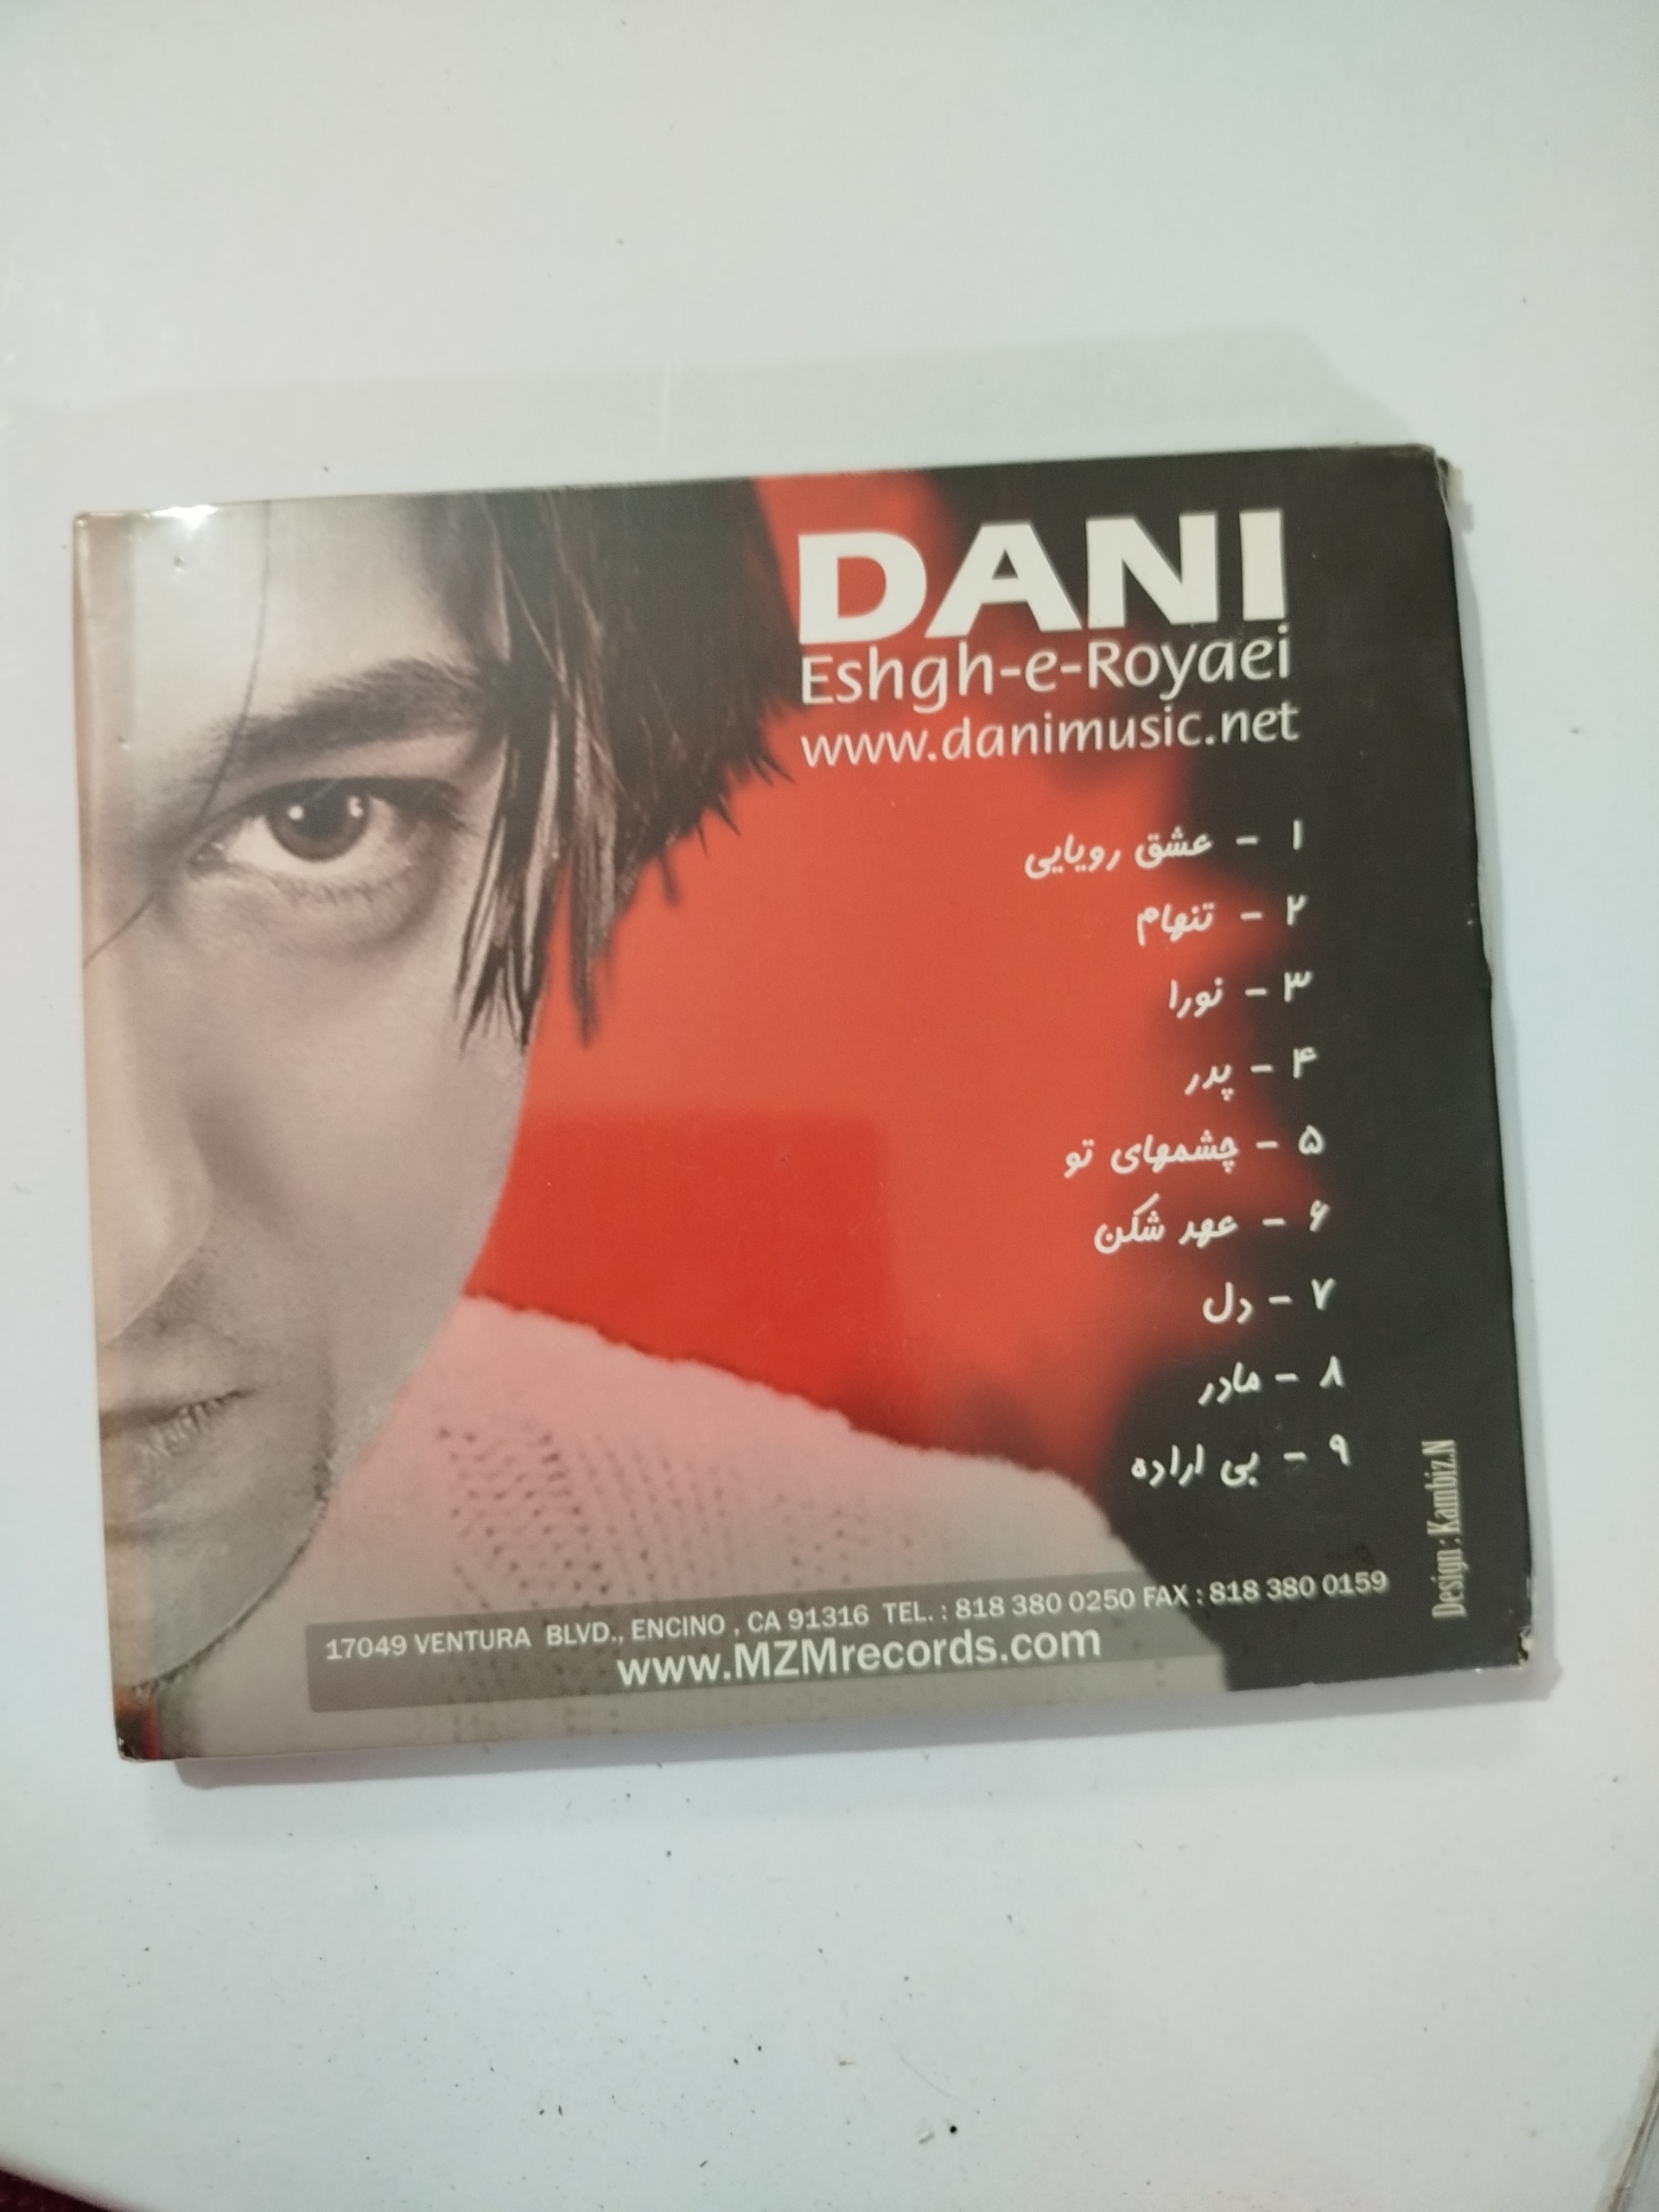 DANI
Eshgh-e-Royaei
www.danimusic.net
۱ - عشق رویایی
۲ - تنهام
۳ - نورا
۴ - پدر
۵ - چشمهای تو
۶ - عهد شکن
۷ - دل
۸ - مادر
۹ - بی اراده
Design : Kambiz.N
17049 VENTURA BLVD., ENCINO , CA 91316 TEL. : 818 380 0250 FAX : 818 380 0159
www.MZMrecords.com